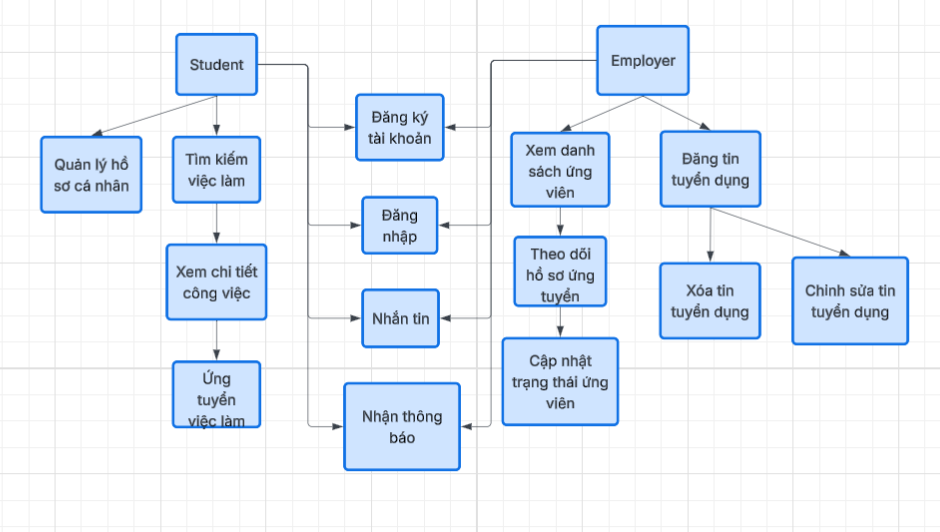 Student
Employer
Đăng ký
tài khoản
Quản lý hồ
sơ cá nhân
Tìm kiếm
việc làm
Xem danh
sách ứng
viên
Đăng tin
tuyển dụng
Đăng
nhập
Xem chi tiết
công việc
Theo dõi
hồ sơ ứng
tuyển
Nhắn tin
Xóa tin
tuyển dụng
Chỉnh sửa tin
tuyển dụng
Ứng
tuyển
việc làm
Nhận thông
báo
Cập nhật
trạng thái ứng
viên